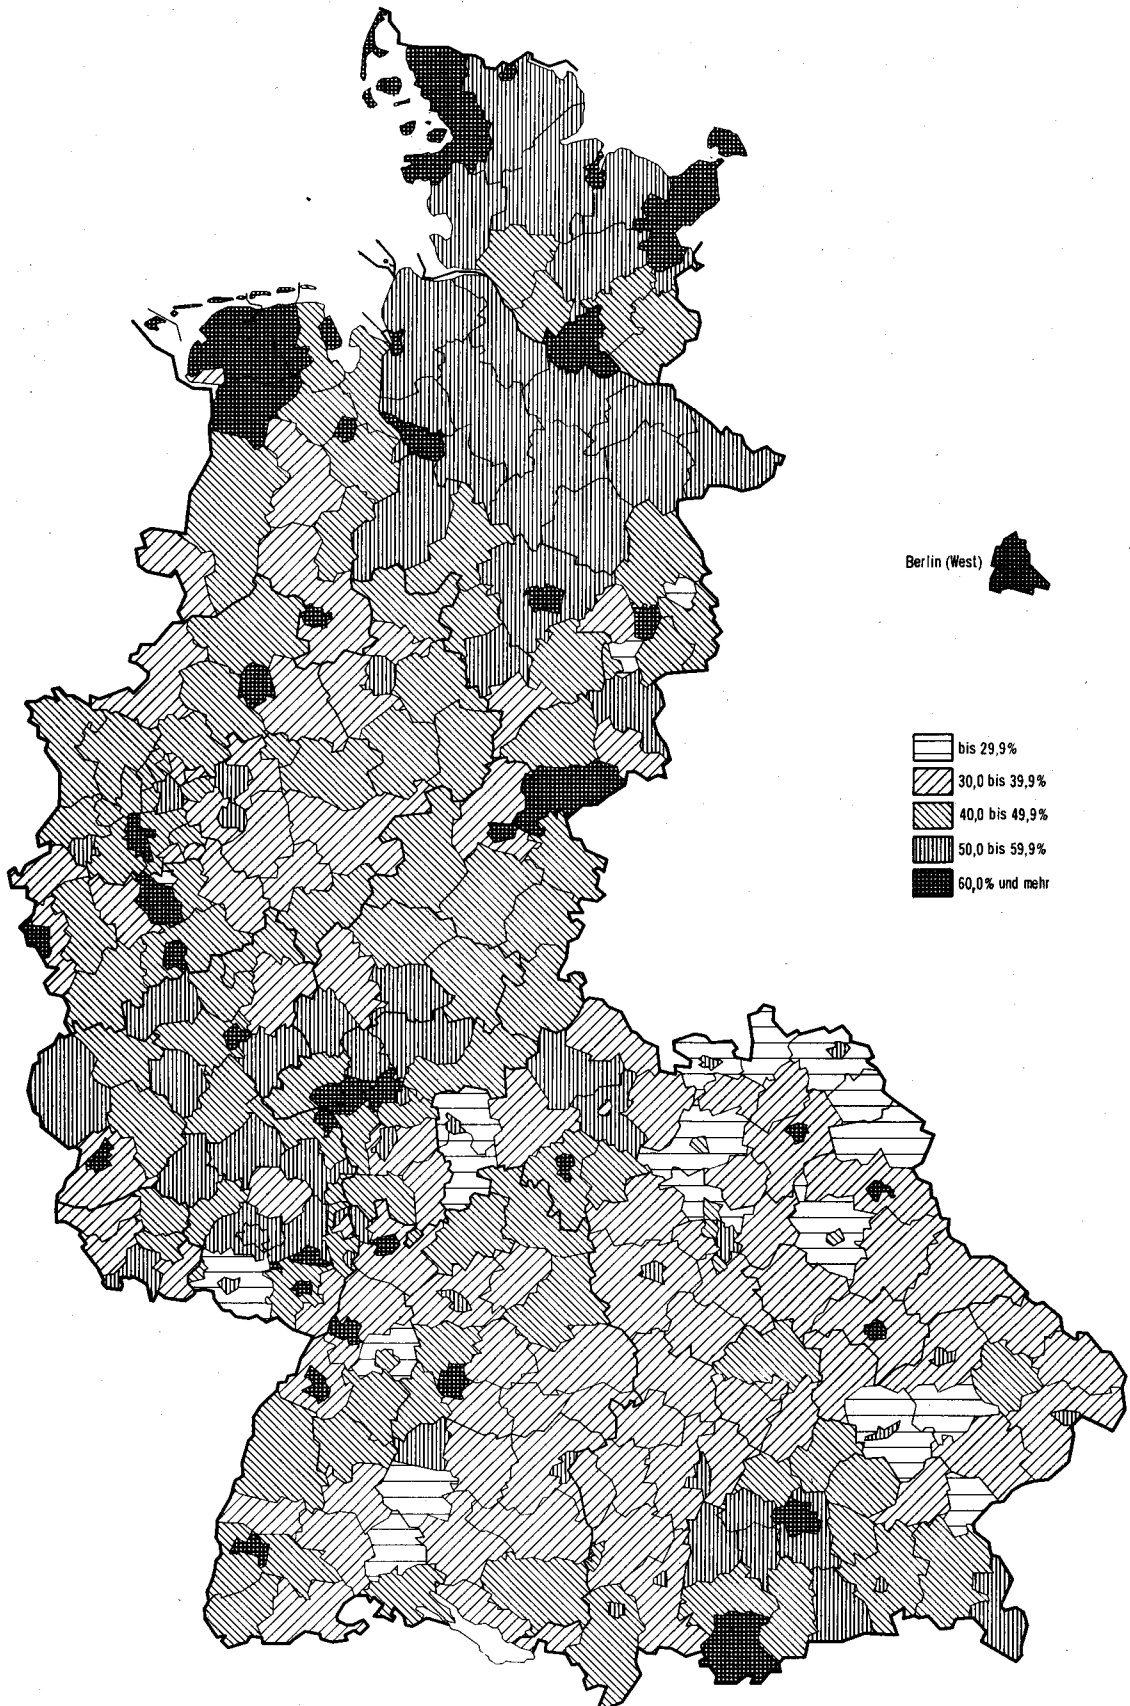 Berlin (West)
bis 29,9%
30,0 bis 39,9%
40,0 bis 49,9%
50,0 bis 59,9%
60,0% und mehr